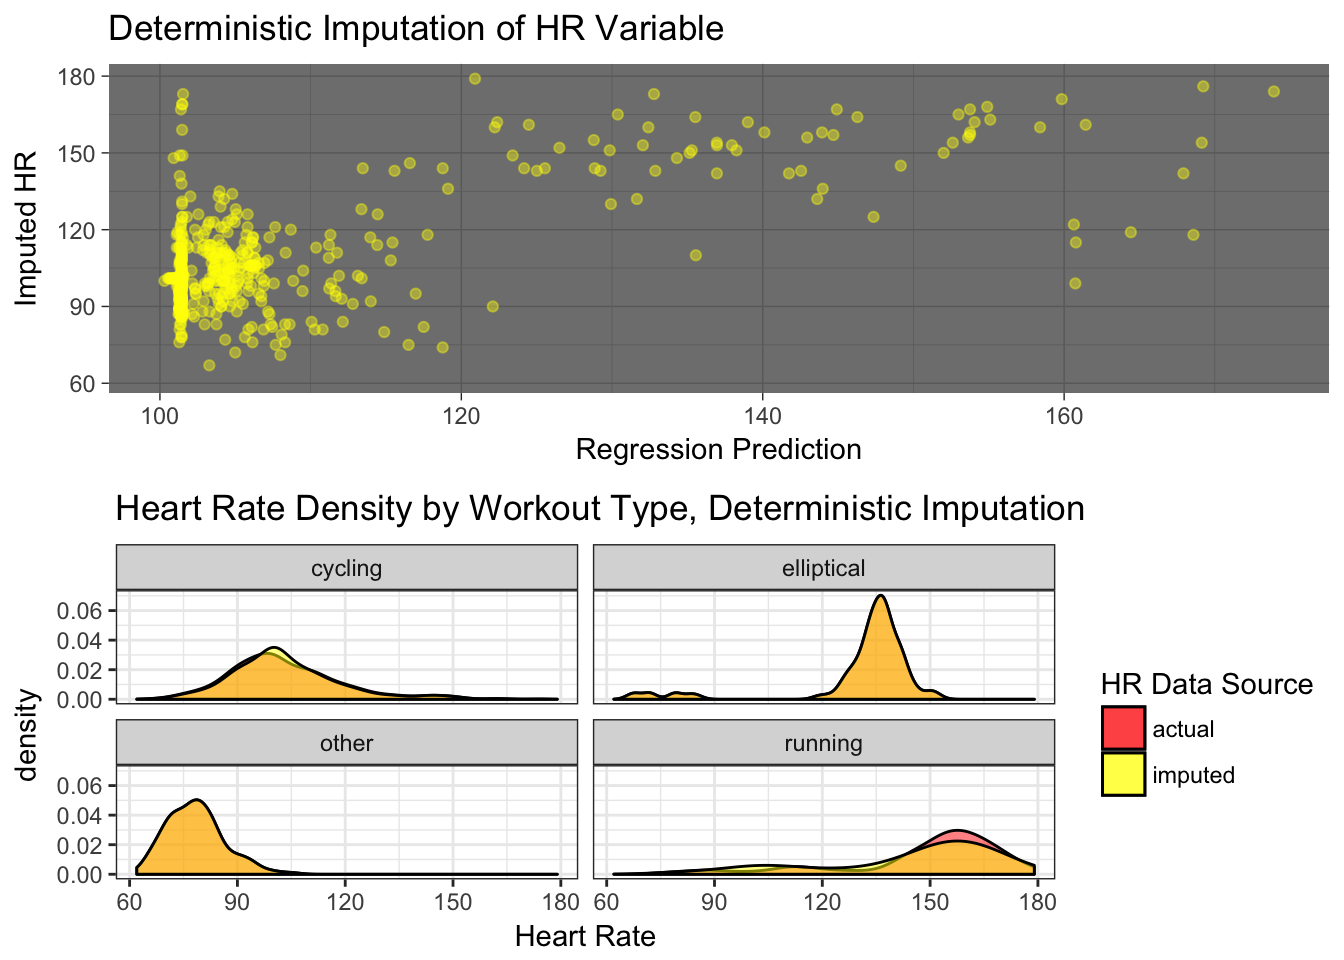 Deterministic Imputation of HR Variable
180
150
120
90
60
Imputed HR
100 120 140 160
Regression Prediction
Heart Rate Density by Workout Type, Deterministic Imputation
cycling elliptical
0.06
0.04
0.02
0.00
other running
0.06
0.04
0.02
0.00
density
60 90 120 150 180 60 90 120 150 180
Heart Rate
HR Data Source
actual
imputed